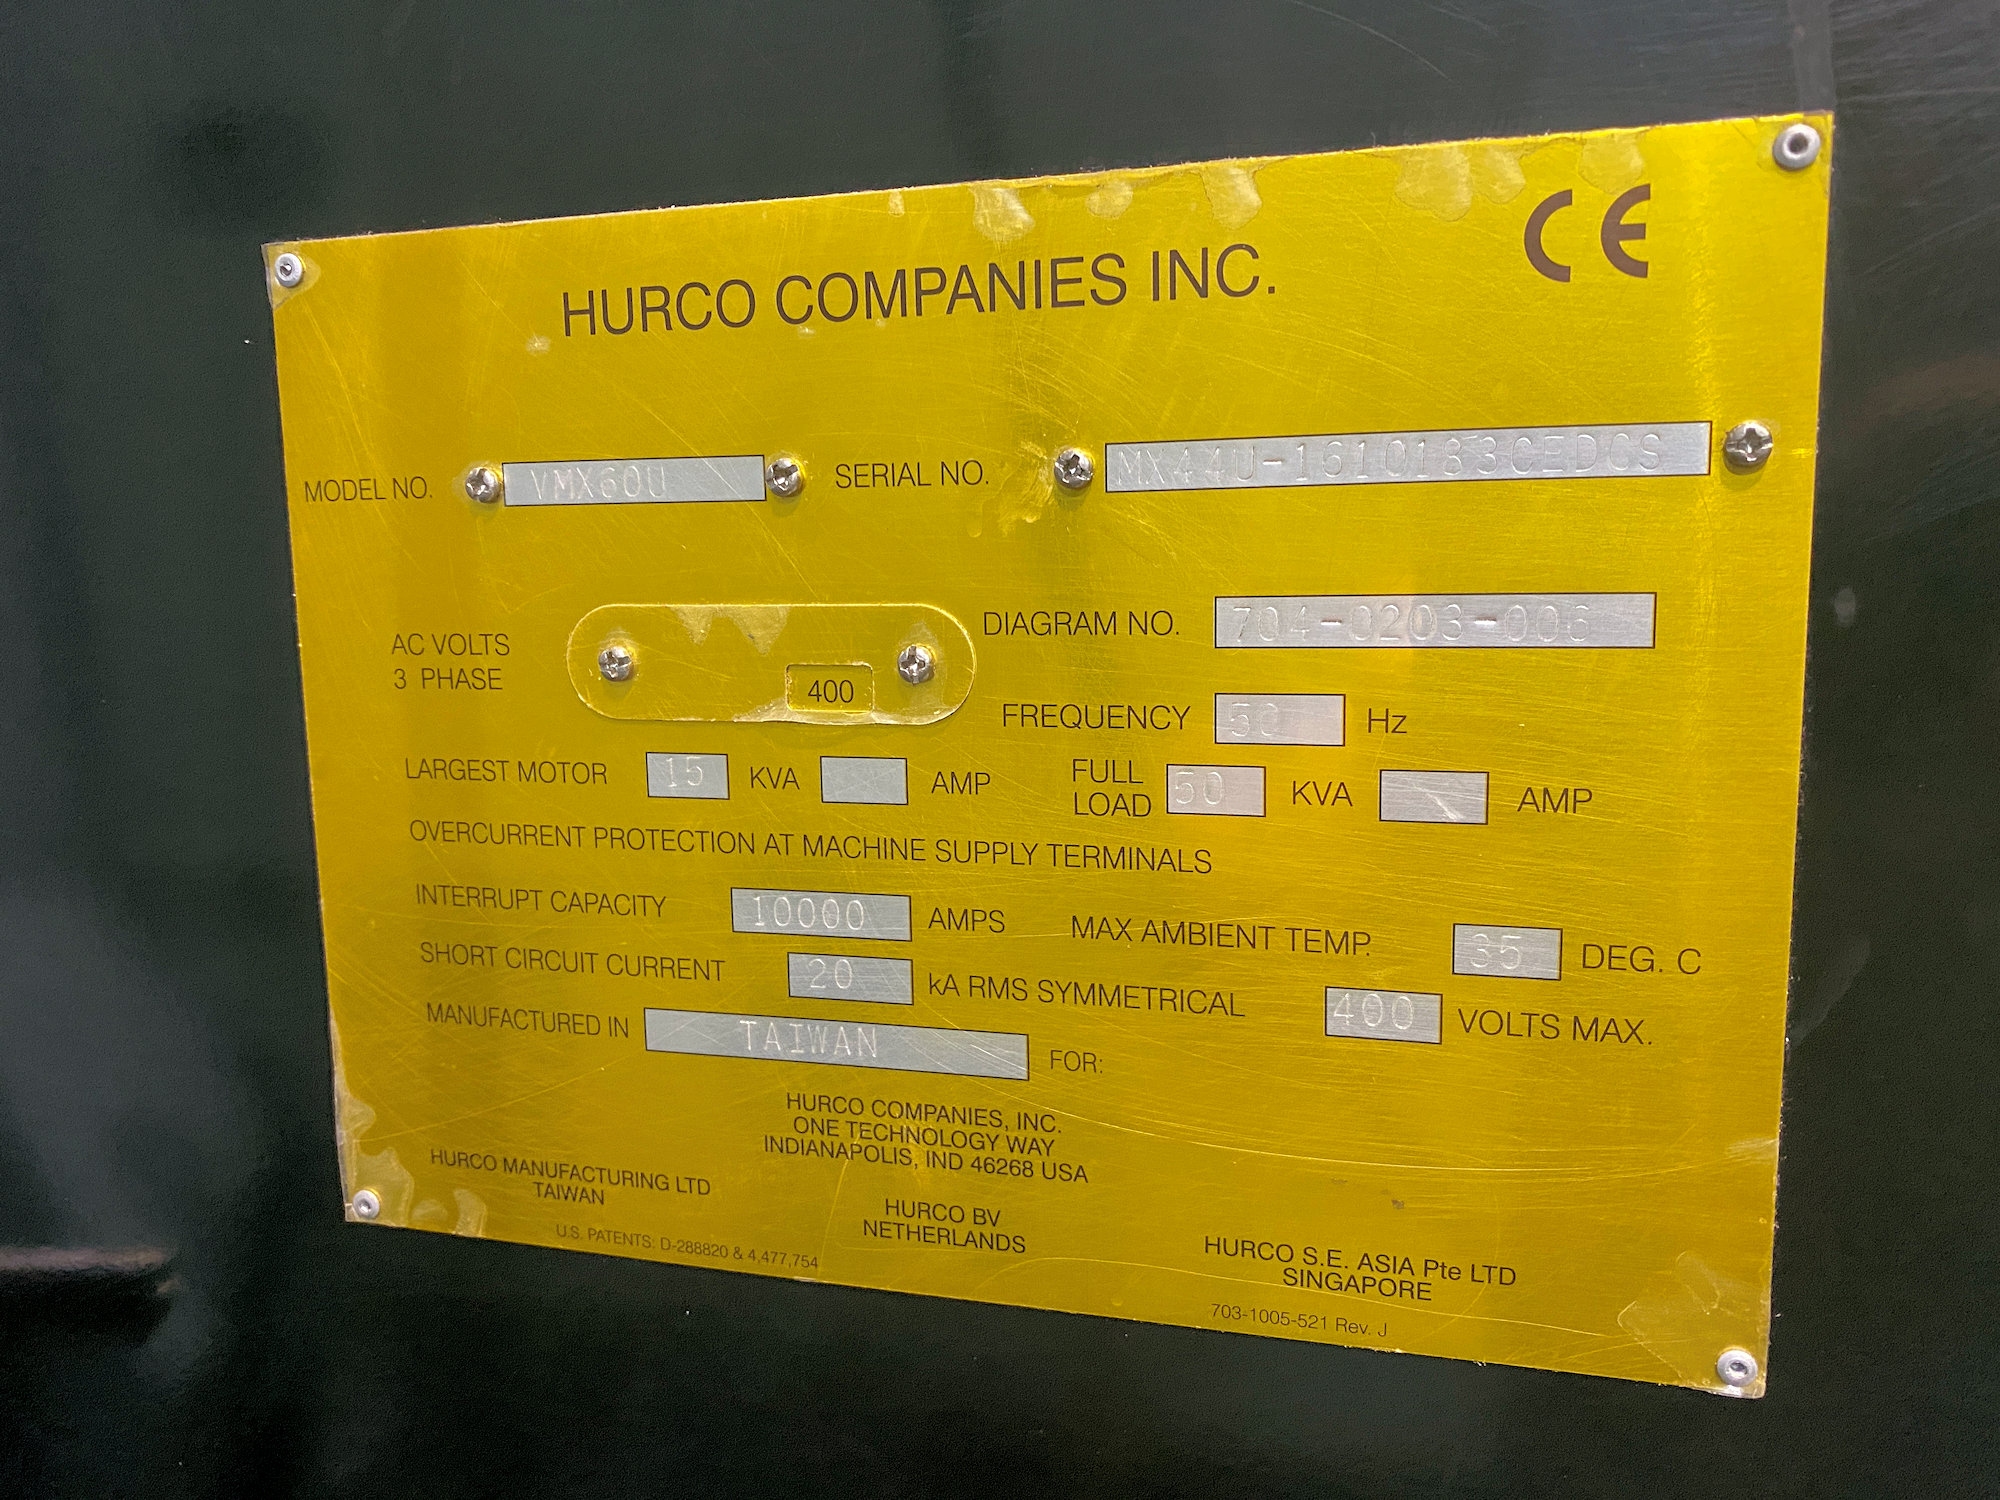 CE
HURCO COMPANIES INC.
MODEL NO. VMX60U SERIAL NO. MX44U-1610183CEDCS
AC VOLTS
3 PHASE
400
DIAGRAM NO. 704-0203-006
FREQUENCY 50 Hz
LARGEST MOTOR 15 KVA AMP
FULL
LOAD 50 KVA AMP
OVERCURRENT PROTECTION AT MACHINE SUPPLY TERMINALS
INTERRUPT CAPACITY 10000 AMPS MAX AMBIENT TEMP. 35 DEG. C
SHORT CIRCUIT CURRENT 20 kA RMS SYMMETRICAL 400 VOLTS MAX.
MANUFACTURED IN TAIWAN FOR:
HURCO COMPANIES, INC.
ONE TECHNOLOGY WAY
INDIANAPOLIS, IND 46268 USA
HURCO MANUFACTURING LTD
TAIWAN
HURCO BV
NETHERLANDS
HURCO S.E. ASIA Pte LTD
SINGAPORE
U.S. PATENTS: D-288820 & 4,477,754
703-1005-521 Rev. J